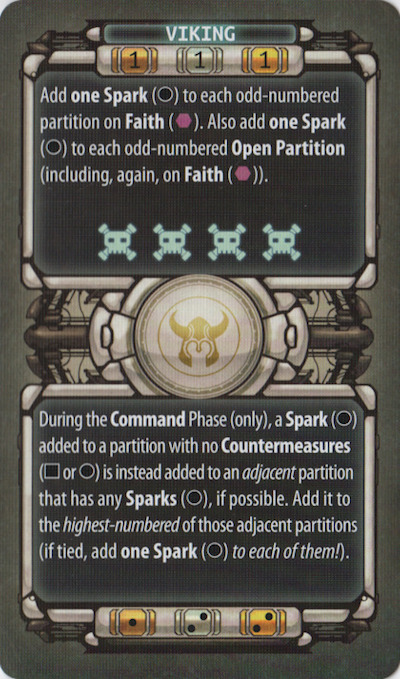 VIKING
1 1 1
Add one Spark (○) to each odd-numbered
partition on Faith (⬢). Also add one Spark
(○) to each odd-numbered Open Partition
(including, again, on Faith (⬢)).
During the Command Phase (only), a Spark (○)
added to a partition with no Countermeasures
(□ or ○) is instead added to an adjacent partition
that has any Sparks (○), if possible. Add it to
the highest-numbered of those adjacent partitions
(if tied, add one Spark (○) to each of them!).